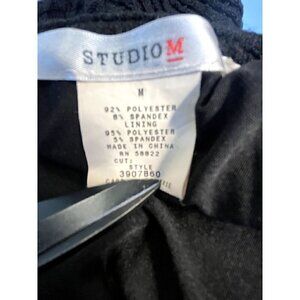 STUDIO M
M
92% POLYESTER
8% SPANDEX
LINING
95% POLYESTER
5% SPANDEX
MADE IN CHINA
RN 58822
CUT:
STYLE
3907860